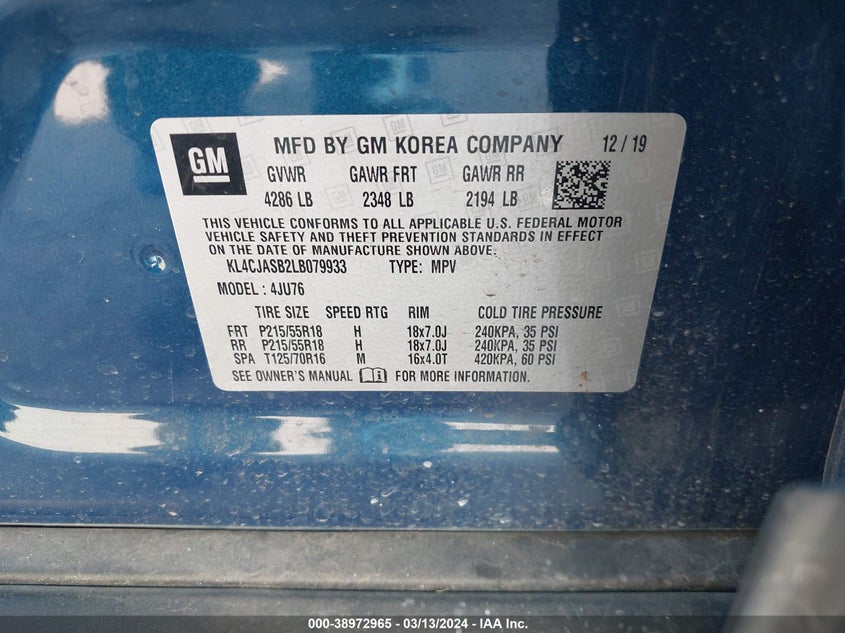 GM
MFD BY GM KOREA COMPANY 12 / 19
GVWR GAWR FRT GAWR RR
4286 LB 2348 LB 2194 LB
THIS VEHICLE CONFORMS TO ALL APPLICABLE U.S. FEDERAL MOTOR
VEHICLE SAFETY AND THEFT PREVENTION STANDARDS IN EFFECT
ON THE DATE OF MANUFACTURE SHOWN ABOVE.
KL4CJASB2LB079933 TYPE: MPV
MODEL : 4JU76
TIRE SIZE SPEED RTG RIM COLD TIRE PRESSURE
FRT P215/55R18 H 18x7.0J 240KPA, 35 PSI
RR P215/55R18 H 18x7.0J 240KPA, 35 PSI
SPA T125/70R16 M 16x4.0T 420KPA, 60 PSI
SEE OWNER'S MANUAL i FOR MORE INFORMATION.
000-38972965 - 03/13/2024 - IAA Inc.